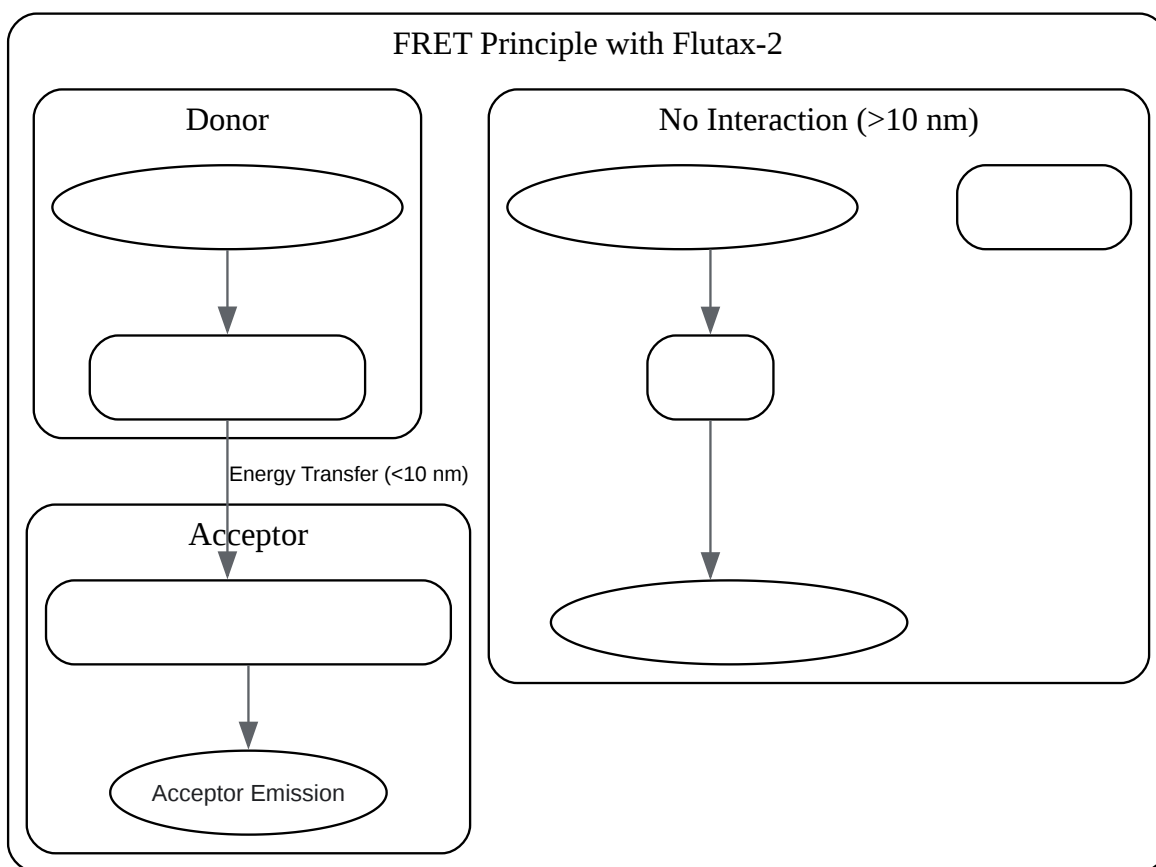 FRET Principle with Flutax-2
Donor
No Interaction (>10 nm)
Energy Transfer (<10 nm)
Acceptor
Acceptor Emission